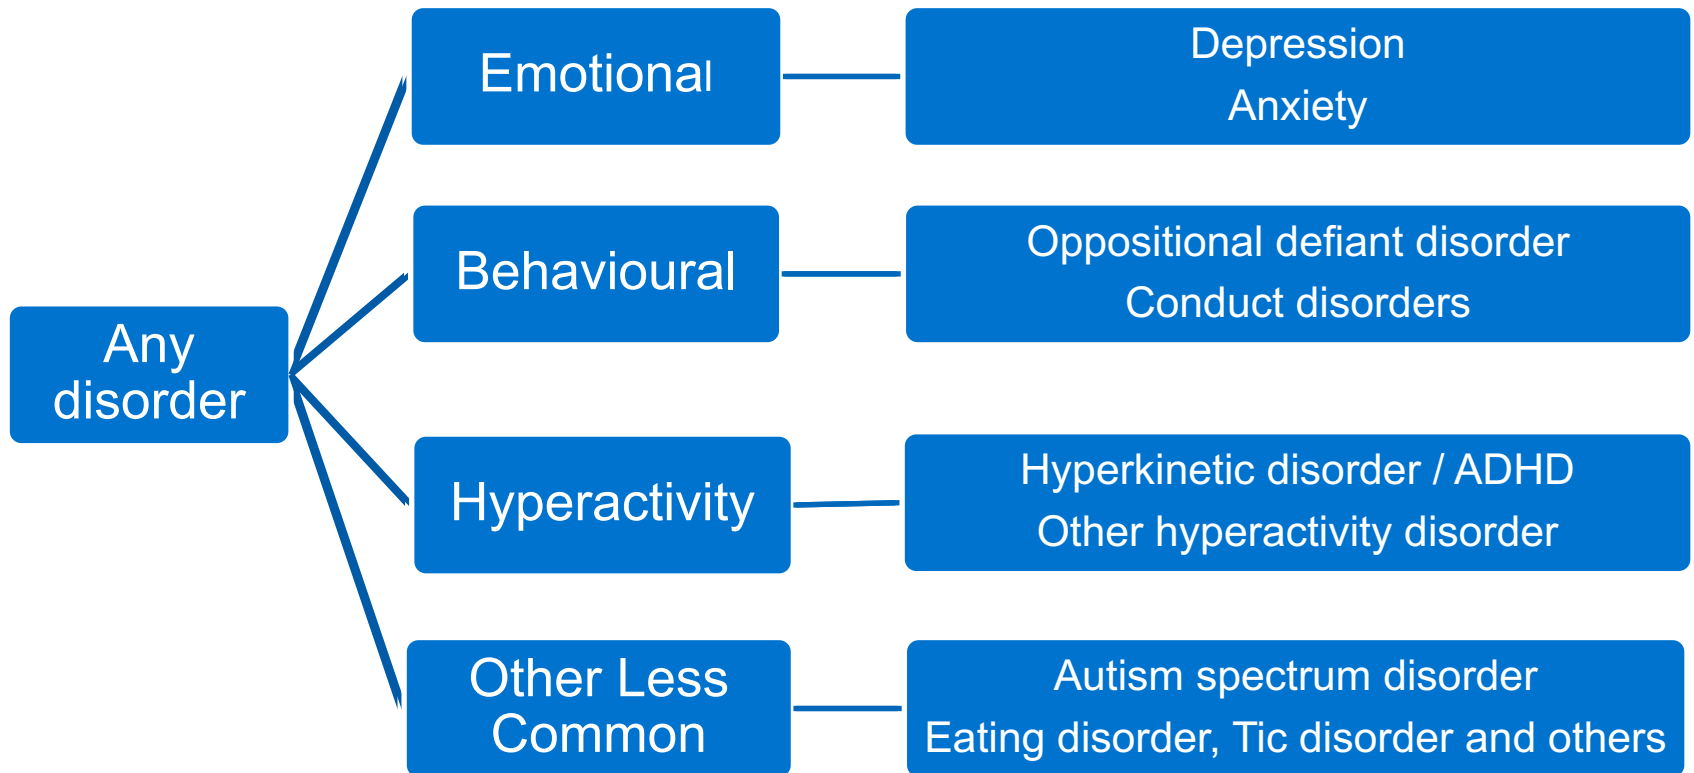 Any
disorder
Emotional
Depression
Anxiety
Behavioural
Oppositional defiant disorder
Conduct disorders
Hyperactivity
Hyperkinetic disorder / ADHD
Other hyperactivity disorder
Other Less
Common
Autism spectrum disorder
Eating disorder, Tic disorder and others